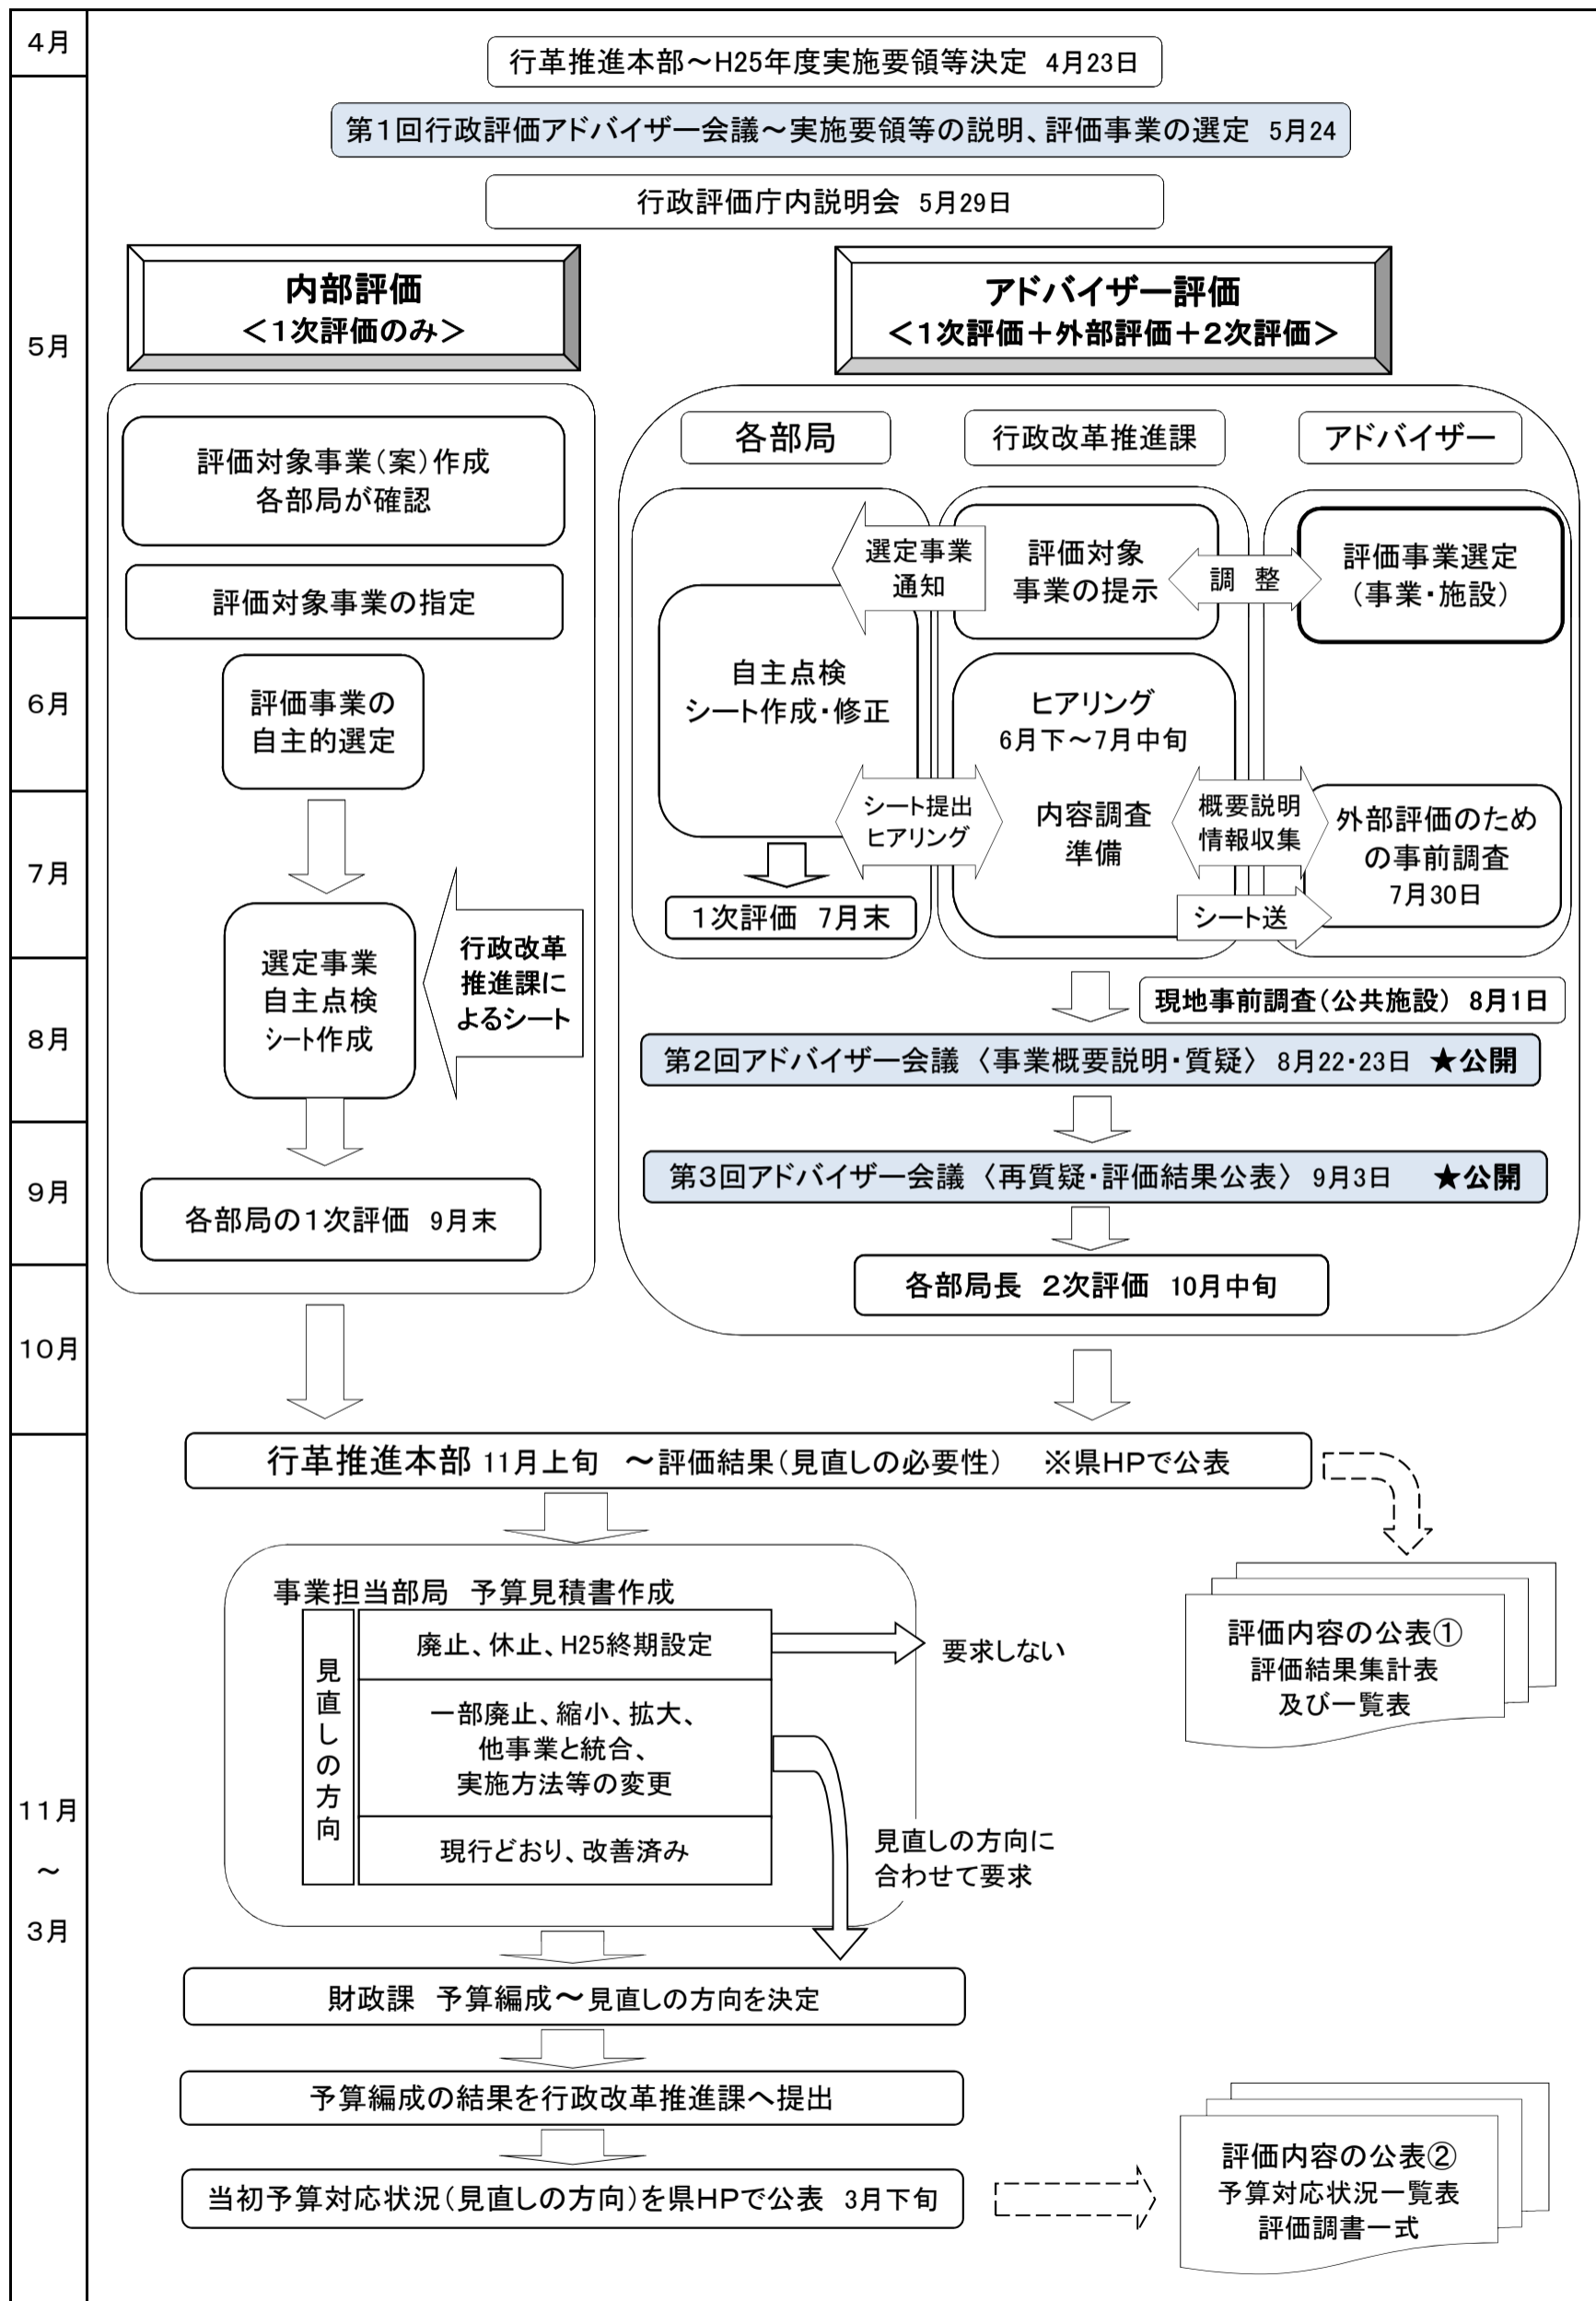 4月
行革推進本部～H25年度実施要領等決定 4月23日
第1回行政評価アドバイザー会議～実施要領等の説明、評価事業の選定 5月24
行政評価庁内説明会 5月29日
5月
内部評価
＜1次評価のみ＞
アドバイザー評価
＜1次評価＋外部評価＋2次評価＞
評価対象事業（案）作成
各部局が確認
評価対象事業の指定
各部局
行政改革推進課
アドバイザー
選定事業
通知
評価対象
事業の提示
調 整
評価事業選定
（事業・施設）
6月
評価事業の
自主的選定
自主点検
シート作成・修正
ヒアリング
6月下～7月中旬
内容調査
準備
シート提出
ヒアリング
概要説明
情報収集
外部評価のため
の事前調査
7月30日
7月
1次評価 7月末
シート送
選定事業
自主点検
シート作成
行政改革
推進課に
よるシート
現地事前調査（公共施設） 8月1日
8月
第2回アドバイザー会議〈事業概要説明・質疑〉 8月22・23日 ★公開
9月
第3回アドバイザー会議〈再質疑・評価結果公表〉 9月3日 ★公開
各部局の1次評価 9月末
各部局長 2次評価 10月中旬
10月
行革推進本部 11月上旬 ～評価結果（見直しの必要性） ※県HPで公表
事業担当部局 予算見積書作成
見直しの方向
廃止、休止、H25終期設定
要求しない
一部廃止、縮小、拡大、
他事業と統合、
実施方法等の変更
現行どおり、改善済み
見直しの方向に
合わせて要求
評価内容の公表①
評価結果集計表
及び一覧表
11月
～
3月
財政課 予算編成～見直しの方向を決定
予算編成の結果を行政改革推進課へ提出
当初予算対応状況（見直しの方向）を県HPで公表 3月下旬
評価内容の公表②
予算対応状況一覧表
評価調書一式